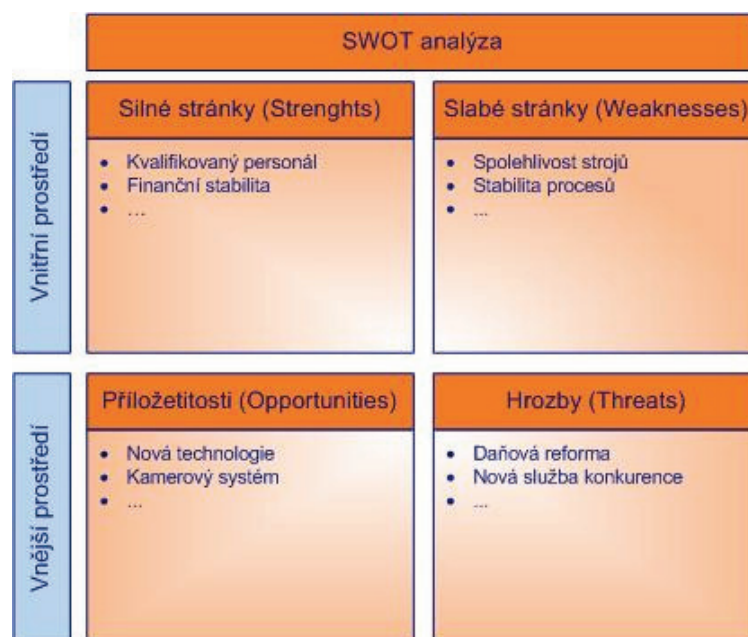 SWOT analýza
Vnitřní prostředí
Silné stránky (Strenghts)
• Kvalifikovaný personál
• Finanční stabilita
• ...
Slabé stránky (Weaknesses)
• Spolehlivost strojů
• Stabilita procesů
• ...
Vnější prostředí
Příložetitosti (Opportunities)
• Nová technologie
• Kamerový systém
• ...
Hrozby (Threats)
• Daňová reforma
• Nová služba konkurence
• ...